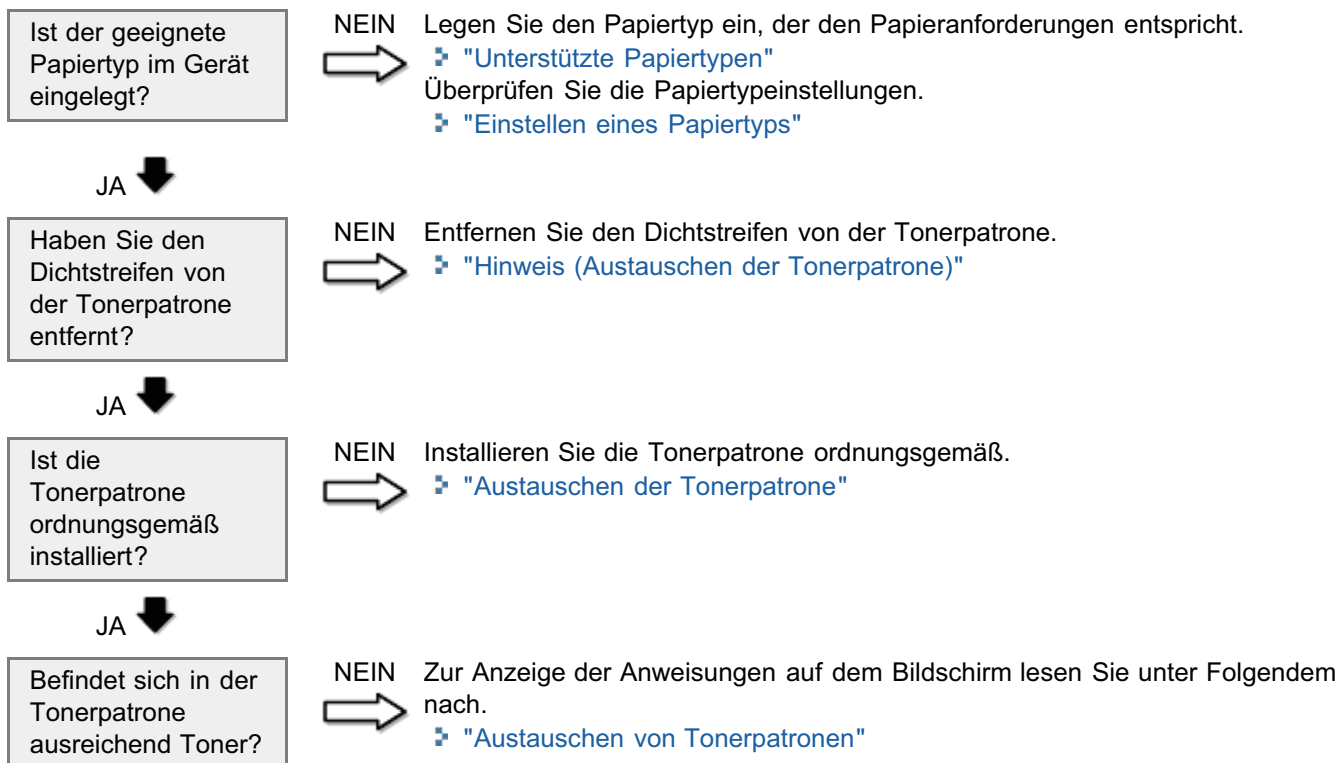 Ist der geeignete
Papiertyp im Gerät
eingelegt?
NEIN
Legen Sie den Papiertyp ein, der den Papieranforderungen entspricht.
"Unterstützte Papiertypen"
Überprüfen Sie die Papiertypeinstellungen.
"Einstellen eines Papiertyps"
JA
Haben Sie den
Dichtstreifen von
der Tonerpatrone
entfernt?
NEIN
Entfernen Sie den Dichtstreifen von der Tonerpatrone.
"Hinweis (Austauschen der Tonerpatrone)"
JA
Ist die
Tonerpatrone
ordnungsgemäß
installiert?
NEIN
Installieren Sie die Tonerpatrone ordnungsgemäß.
"Austauschen der Tonerpatrone"
JA
Befindet sich in der
Tonerpatrone
ausreichend Toner?
NEIN
Zur Anzeige der Anweisungen auf dem Bildschirm lesen Sie unter Folgendem
nach.
"Austauschen von Tonerpatronen"